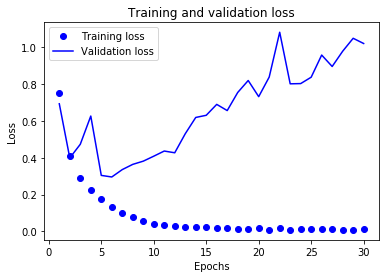 Training and validation loss
Training loss
Validation loss
Loss
1.0
0.8
0.6
0.4
0.2
0.0
0 5 10 15 20 25 30
Epochs